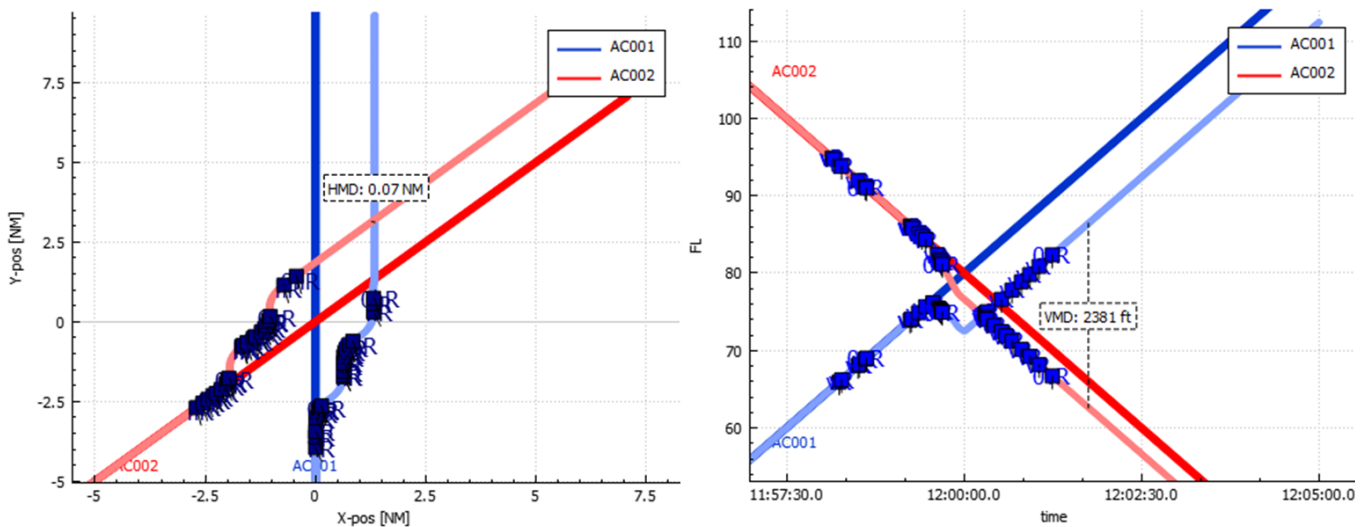 AC001
AC002
7.5
5
2.5
0
-2.5
-5
Y-pos [NM]
HMD: 0.07 NM
AC002
AC001
-5
-2.5
0
2.5
5
7.5
X-pos [NM]
AC001
AC002
AC002
110
100
90
80
70
60
FL
VMD: 2381 ft
AC001
11:57:30.0
12:00:00.0
12:02:30.0
12:05:00.0
time